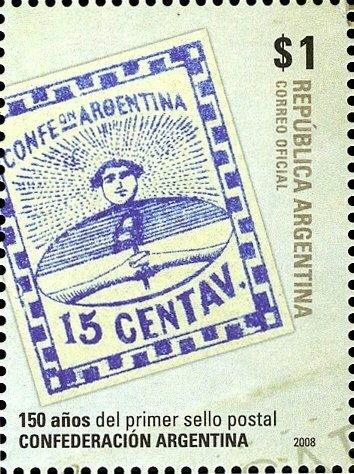 $1
REPÚBLICA ARGENTINA
CORREO OFICIAL
CONFEON ARGENTINA
15 CENTAV.
150 años del primer sello postal
CONFEDERACIÓN ARGENTINA
2008